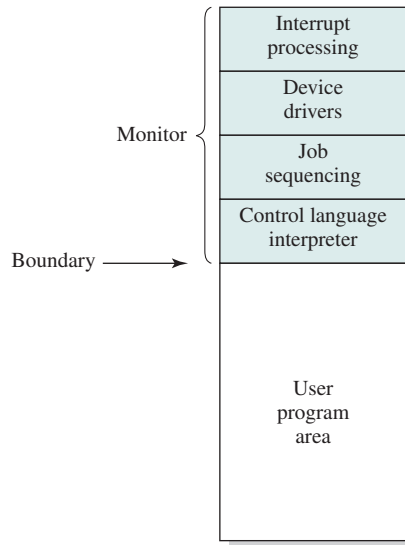 Interrupt
processing
Device
drivers
Monitor
Job
sequencing
Control language
interpreter
Boundary
User
program
area